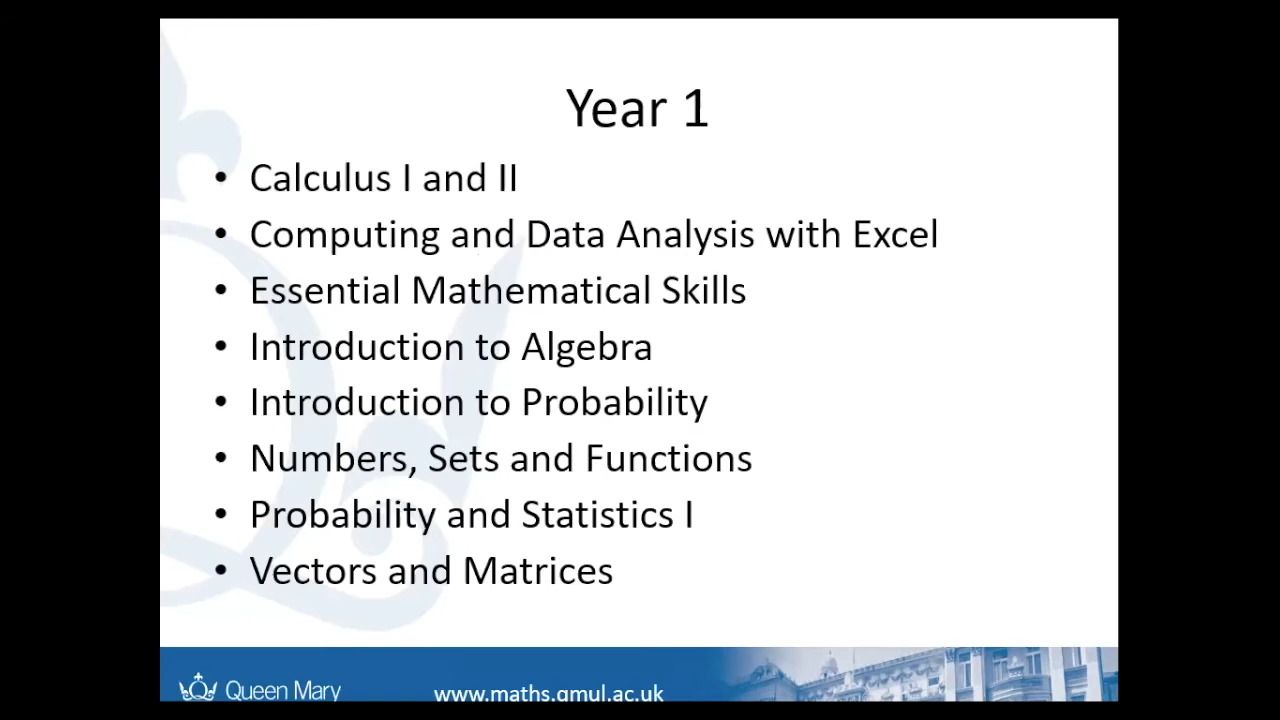 Year 1
• Calculus I and II
• Computing and Data Analysis with Excel
• Essential Mathematical Skills
• Introduction to Algebra
• Introduction to Probability
• Numbers, Sets and Functions
• Probability and Statistics I
• Vectors and Matrices
Queen Mary
www.maths.qmul.ac.uk